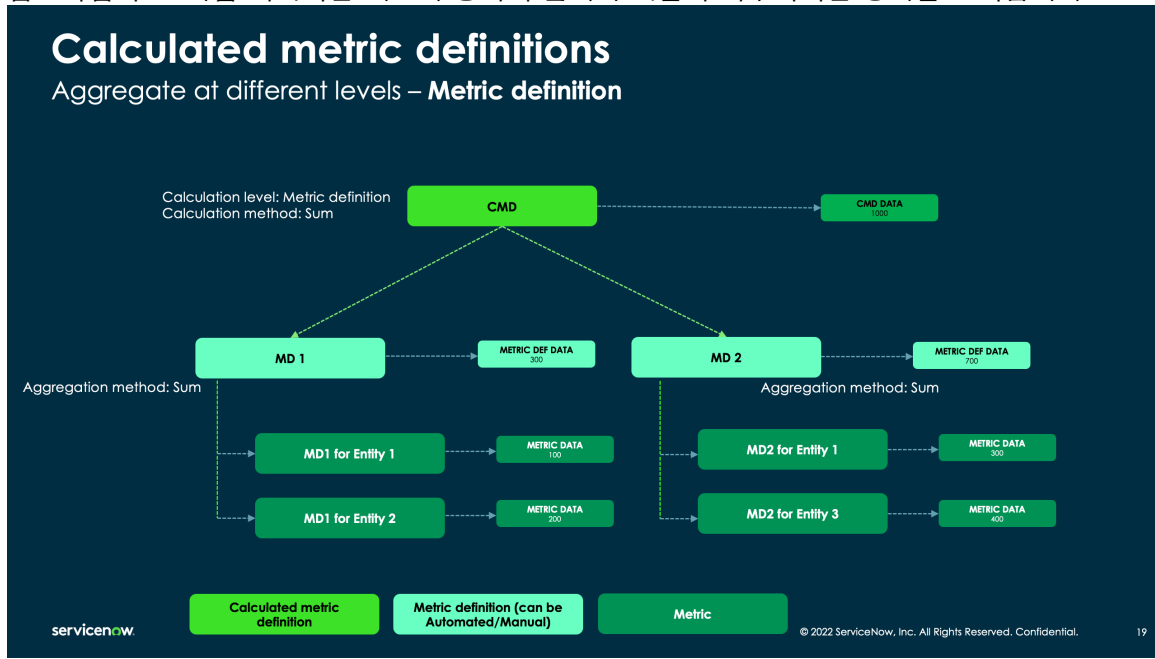 Calculated metric definitions
Aggregate at different levels – Metric definition
Calculation level: Metric definition
Calculation method: Sum
CMD
CMD DATA
1000
MD 1
METRIC DEF DATA
300
MD 2
METRIC DEF DATA
700
Aggregation method: Sum
Aggregation method: Sum
MD1 for Entity 1
METRIC DATA
100
MD2 for Entity 1
METRIC DATA
300
MD1 for Entity 2
METRIC DATA
200
MD2 for Entity 3
METRIC DATA
400
Calculated metric
definition
Metric definition (can be
Automated/Manual)
Metric
servicenow.
© 2022 ServiceNow, Inc. All Rights Reserved. Confidential.
19